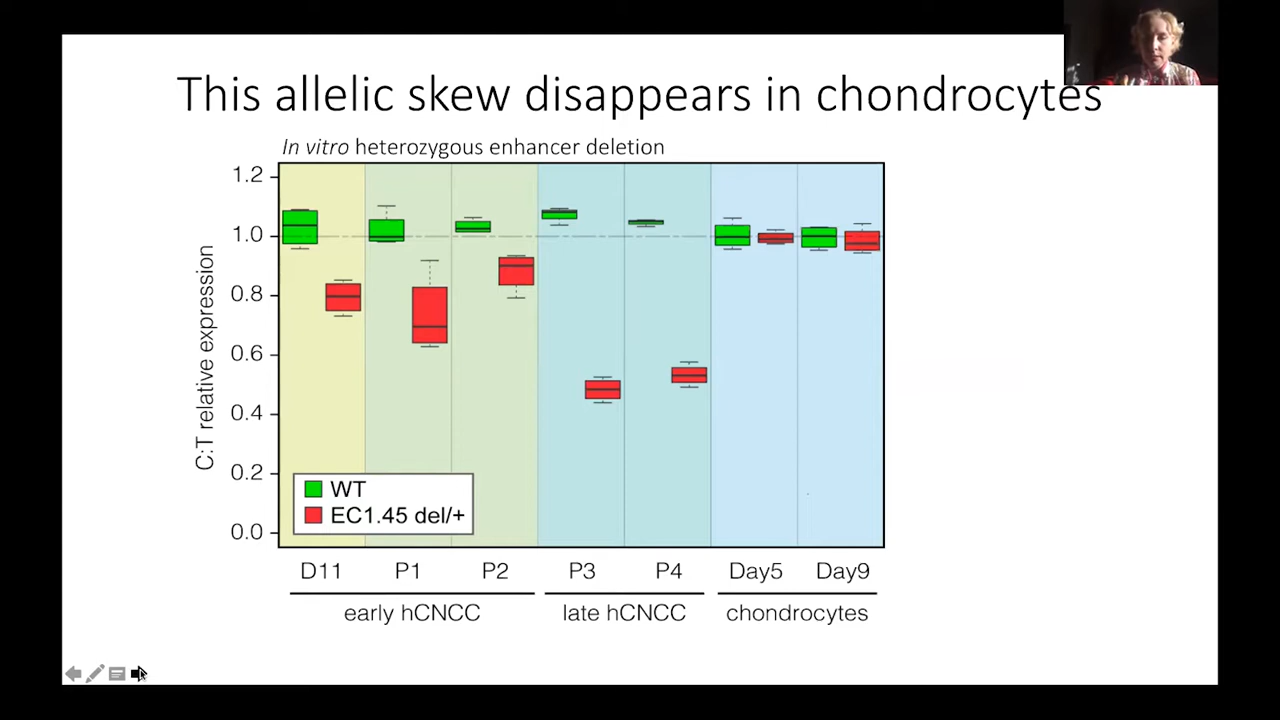 This allelic skew disappears in chondrocytes
In vitro heterozygous enhancer deletion
C:T relative expression
1.2
1.0
0.8
0.6
0.4
0.2
0.0
WT
EC1.45 del/+
D11 P1 P2 P3 P4 Day5 Day9
early hCNCC late hCNCC chondrocytes